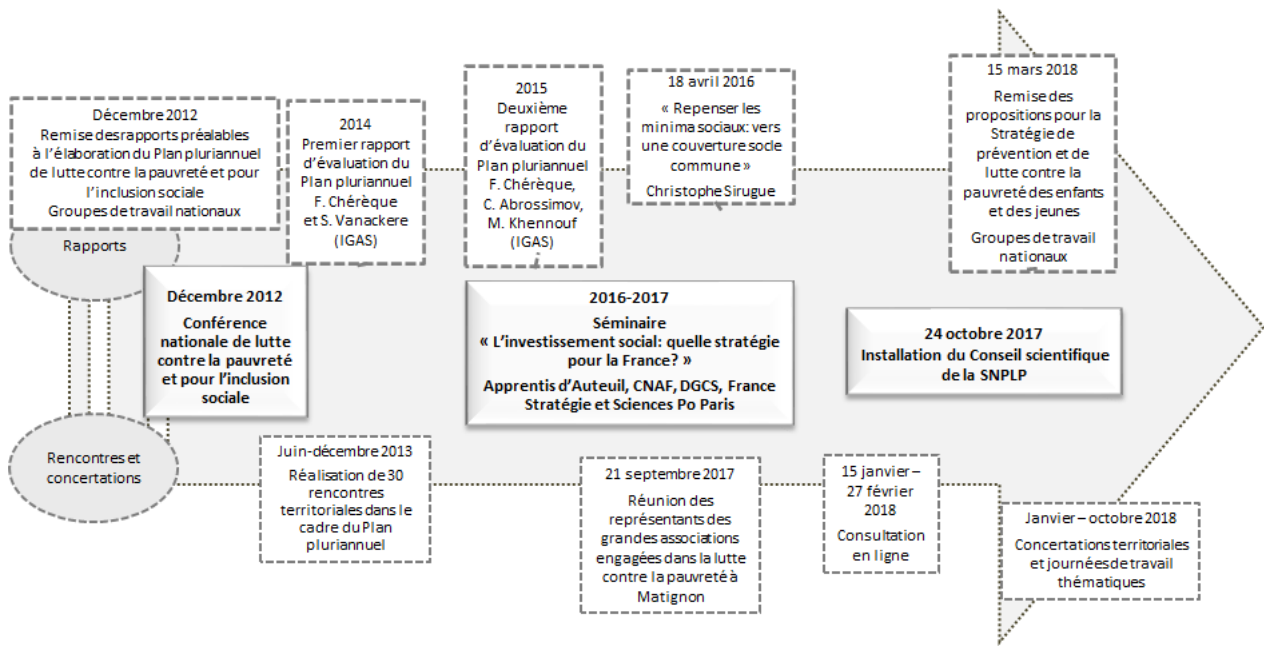 Décembre 2012
Remise des rapports préalables
à l'élaboration du Plan pluriannuel
de lutte contre la pauvreté et pour
l'inclusion sociale
Groupes de travail nationaux
2014
Premier rapport
d'évaluation du
Plan pluriannuel
F. Chérèque
et S. Vanackere
(IGAS)
2015
Deuxième
rapport
d'évaluation du
Plan pluriannuel
F. Chérèque,
C. Abrossimov,
M. Khennouf
(IGAS)
18 avril 2016
« Repenser les
minima sociaux: vers
une couverture socle
commune »
Christophe Sirugue
15 mars 2018
Remise des
propositions pour la
Stratégie de
prévention et de
lutte contre la
pauvreté des enfants
et des jeunes
Groupes de travail
nationaux
Rapports
Décembre 2012
Conférence
nationale de lutte
contre la pauvreté
et pour l'inclusion
sociale
2016-2017
Séminaire
« L'investissement social: quelle stratégie
pour la France? »
Apprentis d'Auteuil, CNAF, DGCS, France
Stratégie et Sciences Po Paris
24 octobre 2017
Installation du Conseil scientifique
de la SNPLP
Rencontres et
concertations
Juin-décembre 2013
Réalisation de 30
rencontres
territoriales dans le
cadre du Plan
pluriannuel
21 septembre 2017
Réunion des
représentants des
grandes associations
engagées dans la lutte
contre la pauvreté à
Matignon
15 janvier –
27 février
2018
Consultation
en ligne
Janvier – octobre 2018
Concertations territoriales
et journées de travail
thématiques